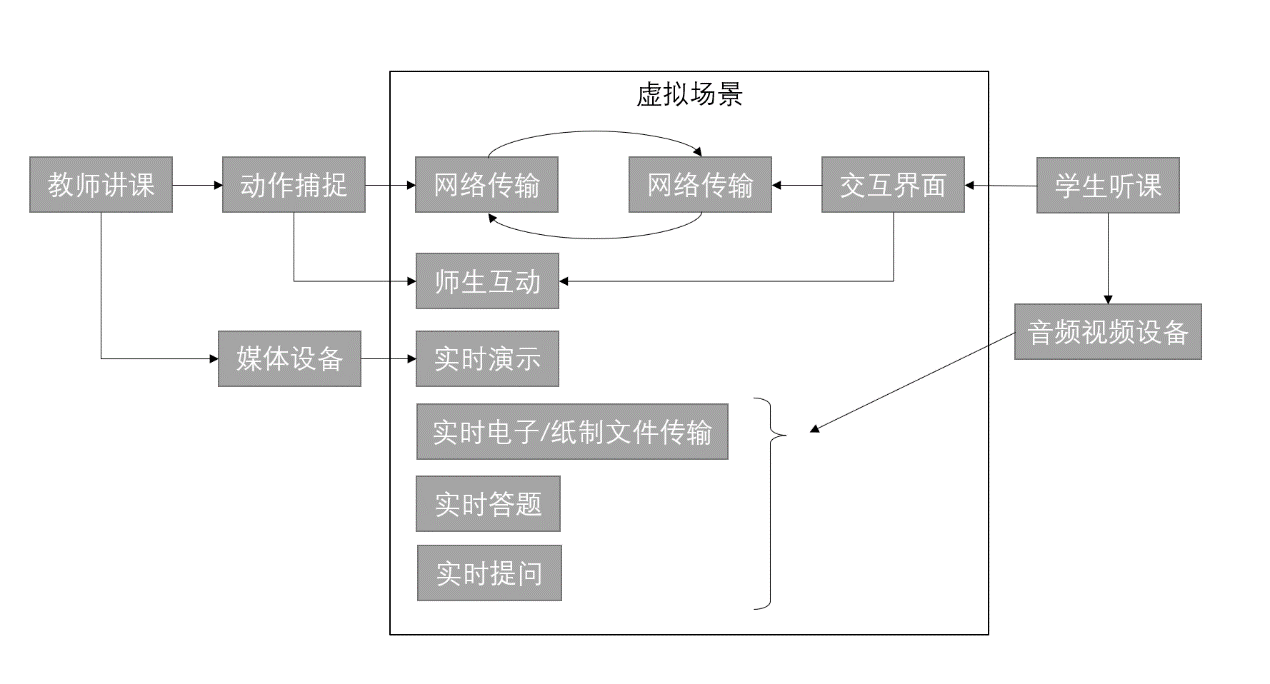 虚拟场景
教师讲课
动作捕捉
网络传输
网络传输
交互界面
学生听课
师生互动
媒体设备
实时演示
音频视频设备
实时电子/纸制文件传输
实时答题
实时提问